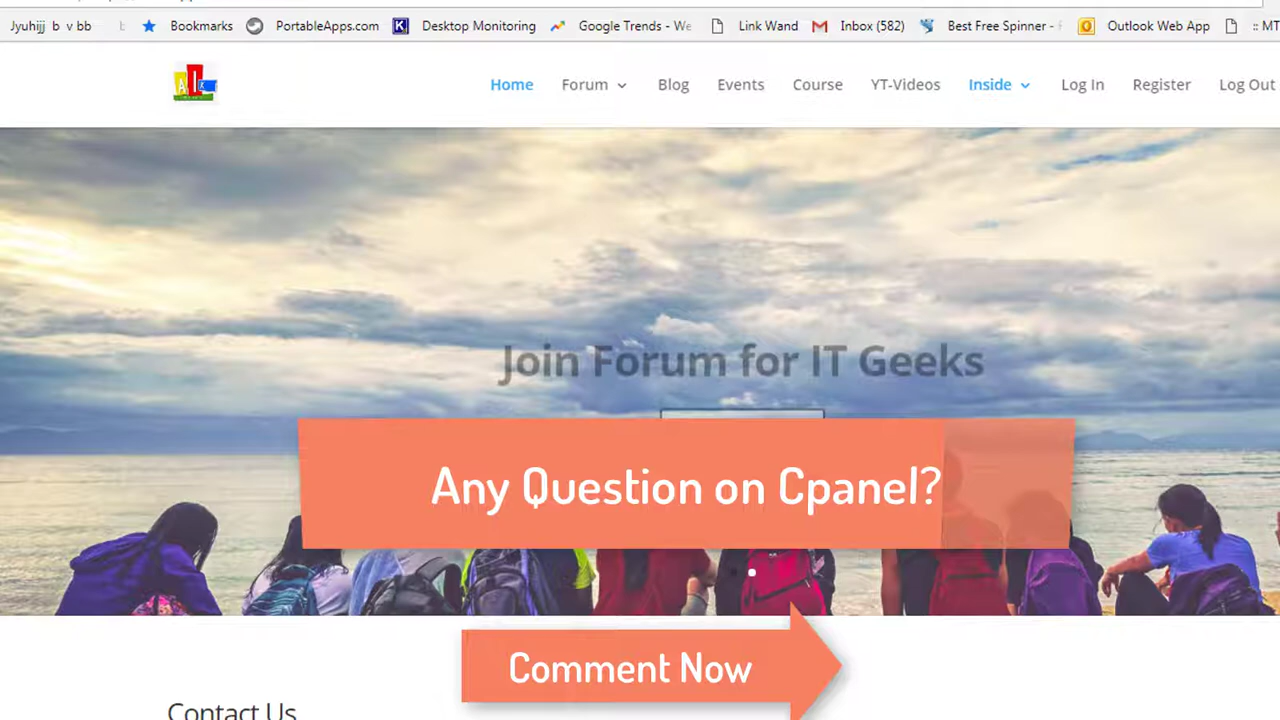 Jyuhijj b v bb b Bookmarks PortableApps.com Desktop Monitoring Google Trends - We Link Wand Inbox (582) Best Free Spinner - Outlook Web App :: MT
Home Forum Blog Events Course YT-Videos Inside Log In Register Log Out
Join Forum for IT Geeks
Any Question on Cpanel?
Comment Now
Contact Us